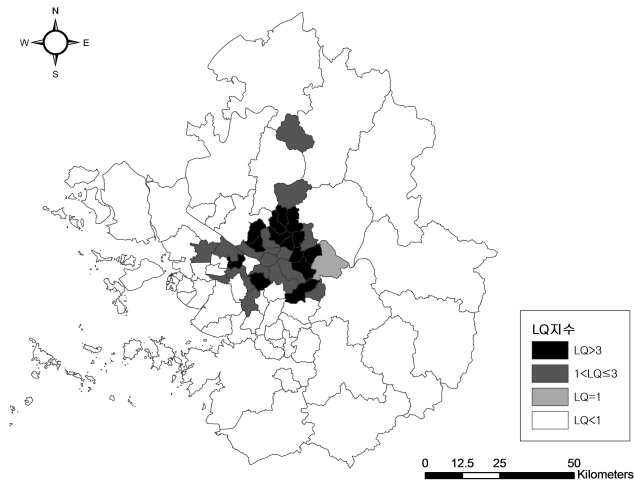 N
W E
S
LQ지수
LQ>3
1<LQ≤3
LQ=1
LQ<1
0 12.5 25 50
Kilometers